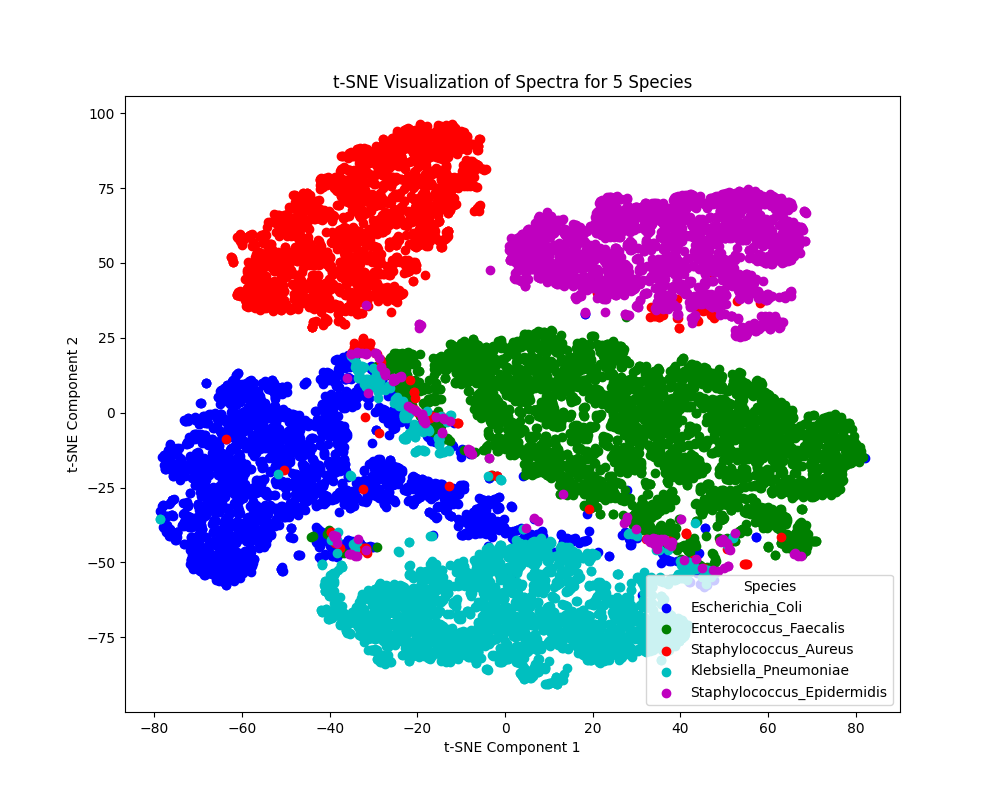 t-SNE Visualization of Spectra for 5 Species
100
75
50
25
0
−25
−50
−75
t-SNE Component 2
−80 −60 −40 −20 0 20 40 60 80
t-SNE Component 1
Species
Escherichia_Coli
Enterococcus_Faecalis
Staphylococcus_Aureus
Klebsiella_Pneumoniae
Staphylococcus_Epidermidis